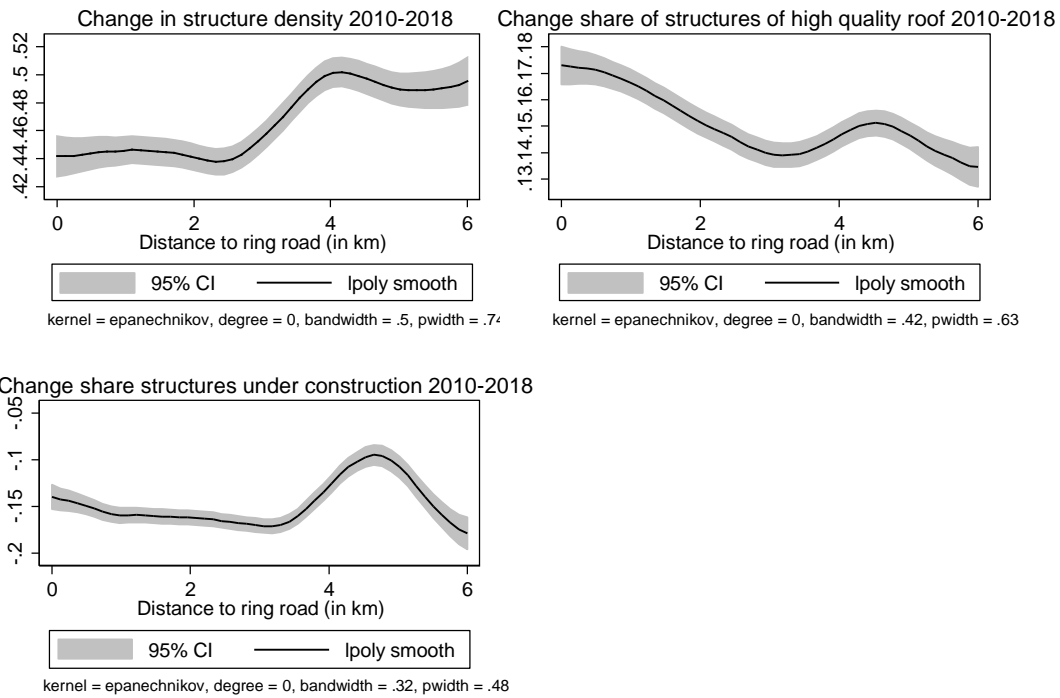 Change in structure density 2010-2018
.42 .44 .46 .48 .5 .52
0 2 4 6
Distance to ring road (in km)
95% CI lpoly smooth
kernel = epanechnikov, degree = 0, bandwidth = .5, pwidth = .74
Change share of structures of high quality roof 2010-2018
.13 .14 .15 .16 .17 .18
0 2 4 6
Distance to ring road (in km)
95% CI lpoly smooth
kernel = epanechnikov, degree = 0, bandwidth = .42, pwidth = .63
Change share structures under construction 2010-2018
-.2 -.15 -.1 -.05
0 2 4 6
Distance to ring road (in km)
95% CI lpoly smooth
kernel = epanechnikov, degree = 0, bandwidth = .32, pwidth = .48